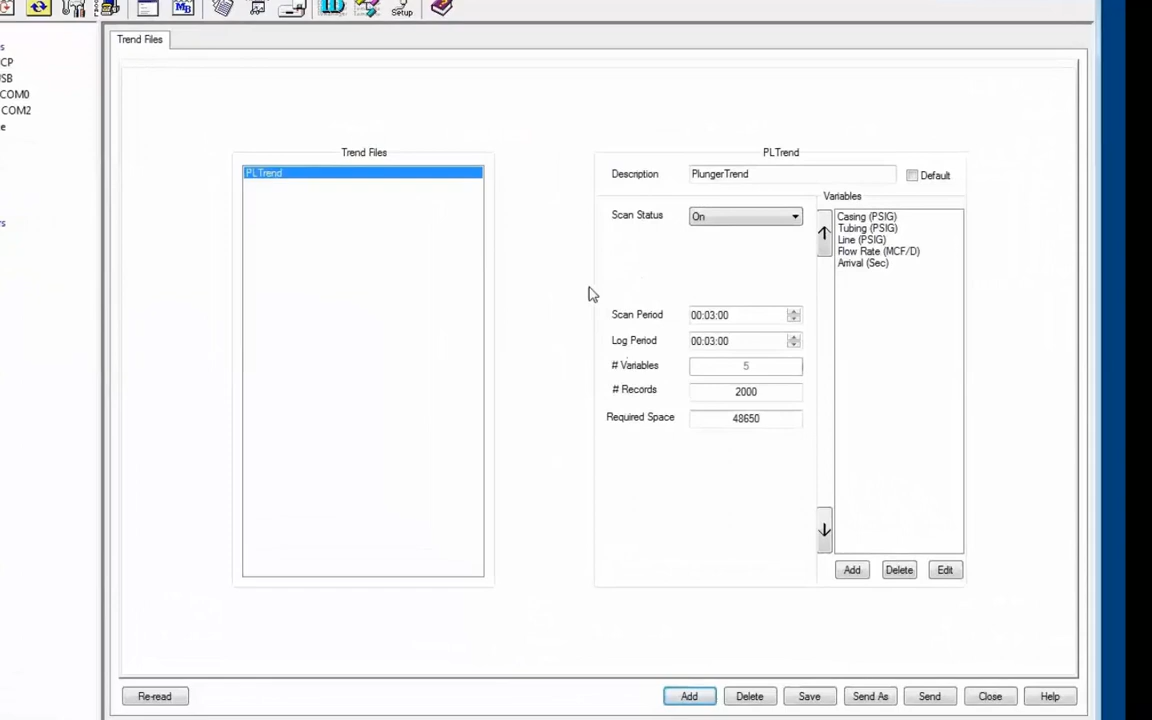 Setup
Trend Files
s
CP
SB
COM0
COM2
e
s
Trend Files
PLTrend
PLTrend
Description PlungerTrend Default
Variables
Scan Status On
Casing (PSIG)
Tubing (PSIG)
Line (PSIG)
Flow Rate (MCF/D)
Arrival (Sec)
Scan Period 00:03:00
Log Period 00:03:00
# Variables 5
# Records 2000
Required Space 48650
Add Delete Edit
Re-read Add Delete Save Send As Send Close Help